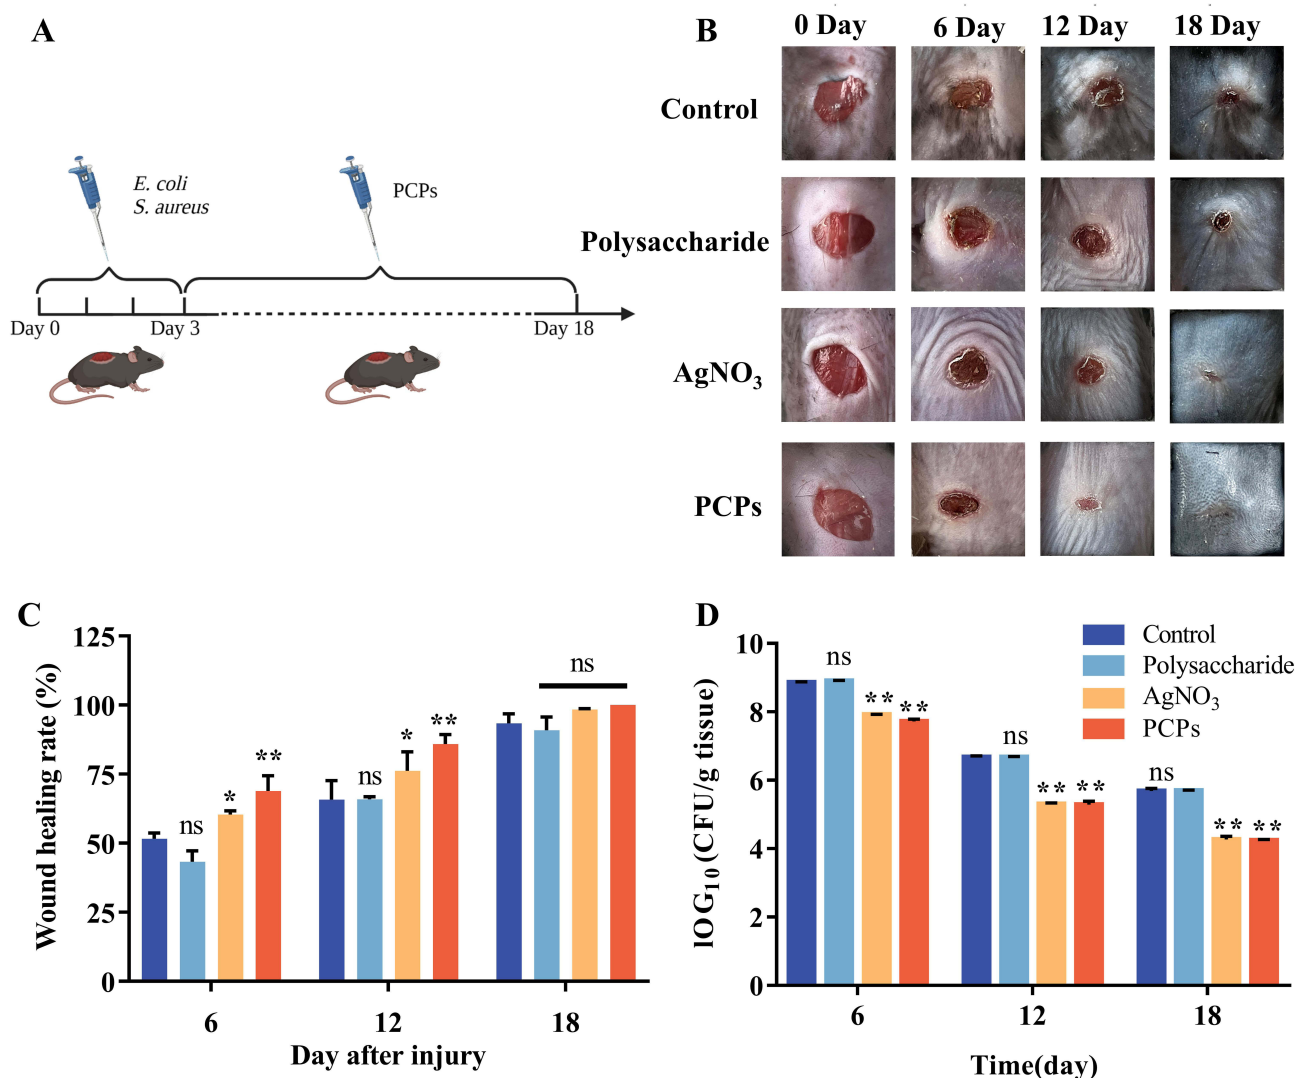 A
E. coli
S. aureus
PCPs
Day 0
Day 3
Day 18
B
0 Day
6 Day
12 Day
18 Day
Control
Polysaccharide
AgNO3
PCPs
C
Wound healing rate (%)
125
100
75
50
25
0
ns
*
**
ns
*
**
ns
6
12
18
Day after injury
D
lOG10 (CFU/g tissue)
10
8
6
4
2
0
Control
Polysaccharide
AgNO3
PCPs
ns
**
**
ns
**
**
ns
**
**
6
12
18
Time(day)